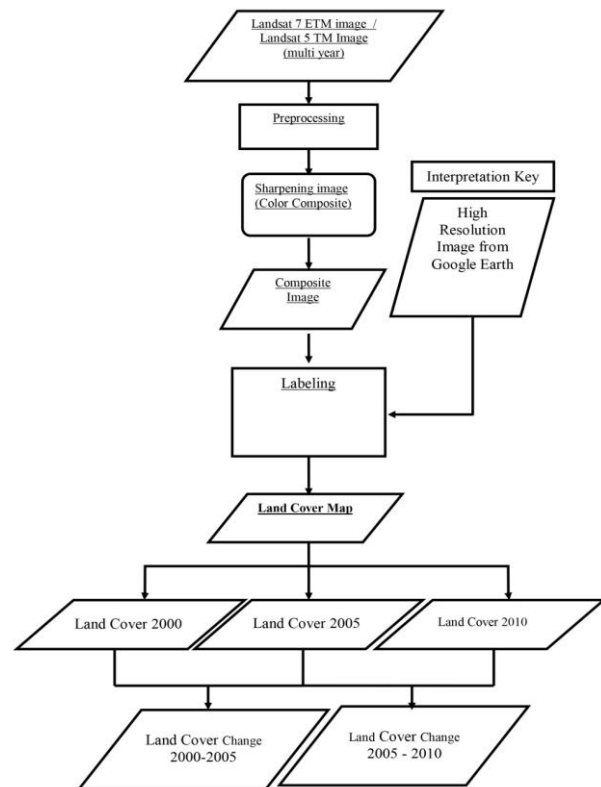 Landsat 7 ETM image /
Landsat 5 TM Image
(multi year)
Preprocessing
Sharpening image
(Color Composite)
Interpretation Key
High
Resolution
Image from
Google Earth
Composite
Image
Labeling
Land Cover Map
Land Cover 2000
Land Cover 2005
Land Cover 2010
Land Cover Change
2000-2005
Land Cover Change
2005 - 2010